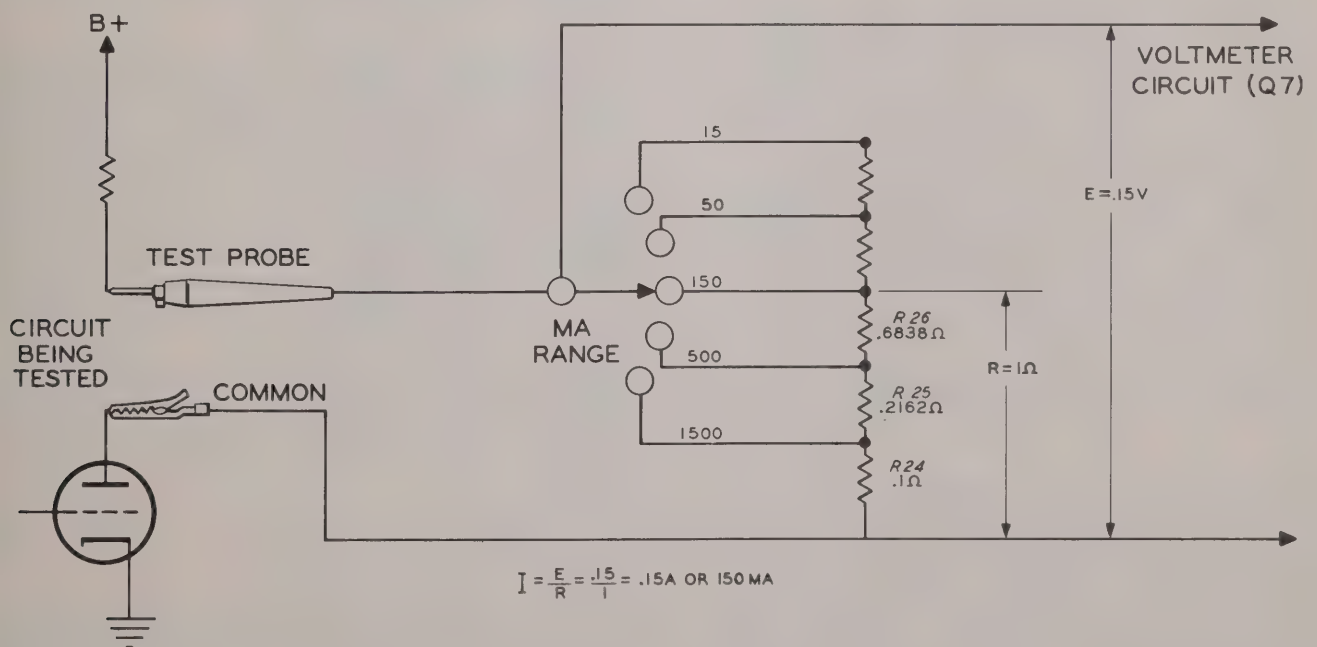 B+
VOLTMETER
CIRCUIT (Q7)
15
E=.15V
50
TEST PROBE
150
CIRCUIT
BEING
TESTED
MA
RANGE
R 26
.6838Ω
500
R=1Ω
COMMON
R 25
.2162Ω
1500
R24
.1Ω
I = E/R = .15/1 = .15A OR 150 MA